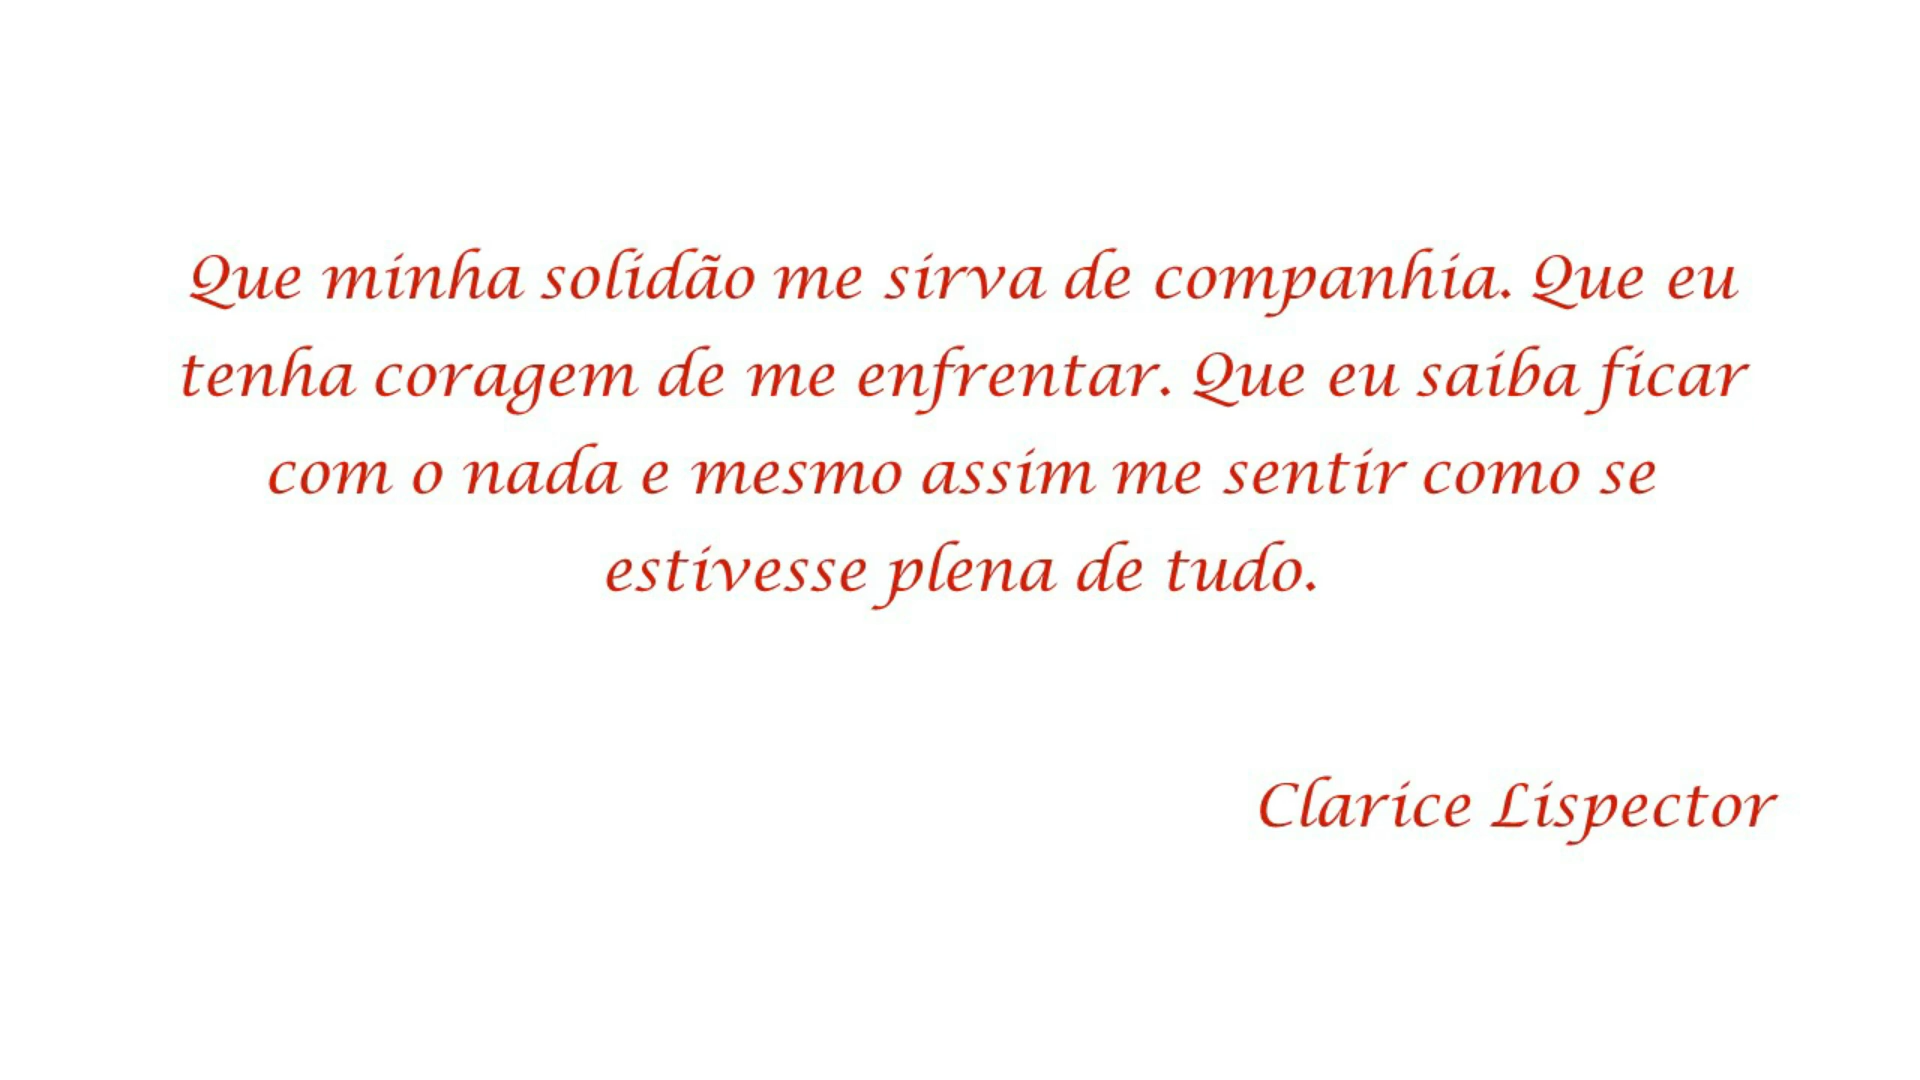 Que minha solidão me sirva de companhia. Que eu
tenha coragem de me enfrentar. Que eu saiba ficar
com o nada e mesmo assim me sentir como se
estivesse plena de tudo.
Clarice Lispector